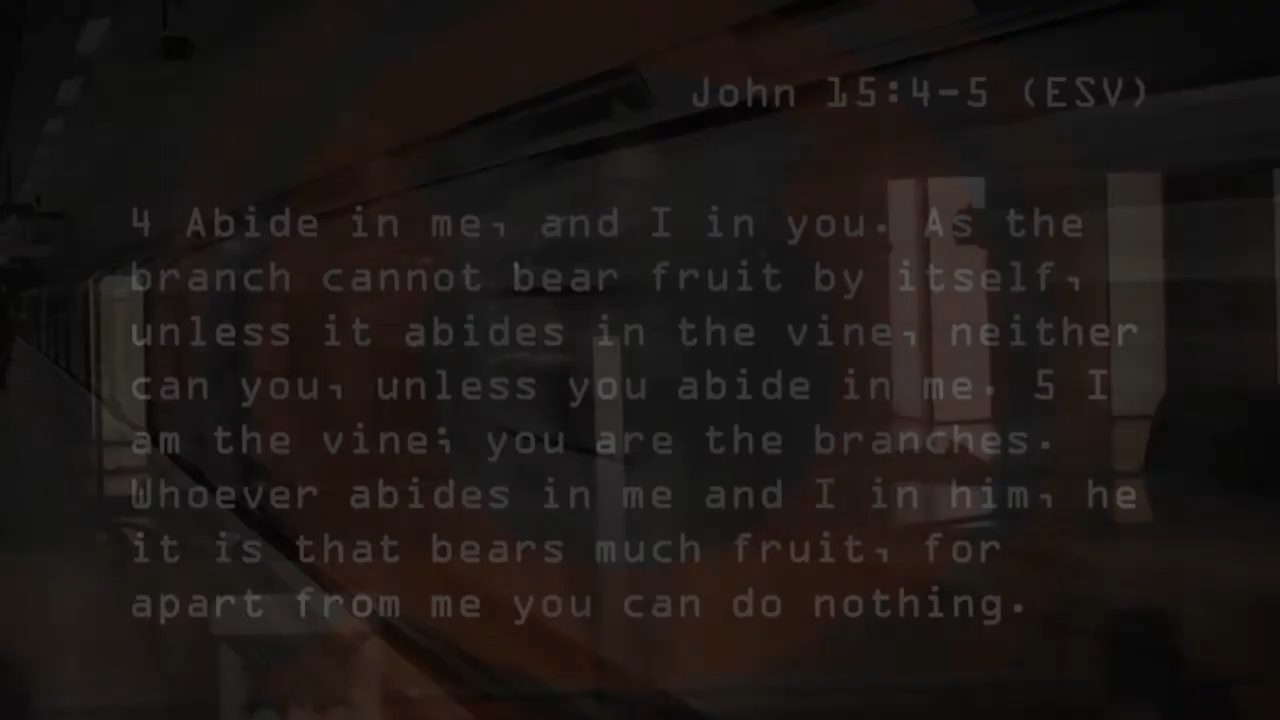 John 15:4-5 (ESV)
4 Abide in me, and I in you. As the
branch cannot bear fruit by itself,
unless it abides in the vine, neither
can you, unless you abide in me. 5 I
am the vine; you are the branches.
Whoever abides in me and I in him, he
it is that bears much fruit, for
apart from me you can do nothing.